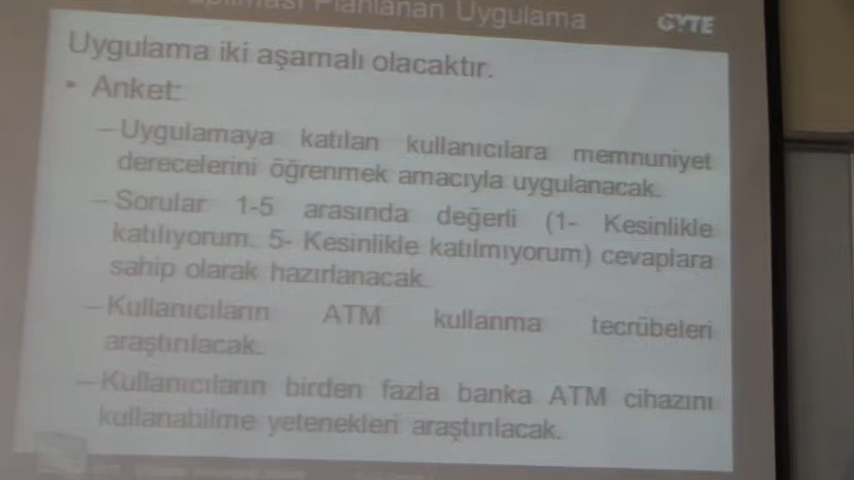 Planlanan Uygulama
GYTE
Uygulama iki aşamalı olacaktır.
• Anket:
– Uygulamaya katılan kullanıcılara memnuniyet
derecelerini öğrenmek amacıyla uygulanacak.
– Sorular 1-5 arasında değerli (1- Kesinlikle
katılıyorum. 5- Kesinlikle katılmıyorum) cevaplara
sahip olarak hazırlanacak.
– Kullanıcıların ATM kullanma tecrübeleri
araştırılacak.
– Kullanıcıların birden fazla banka ATM cihazını
kullanabilme yetenekleri araştırılacak.